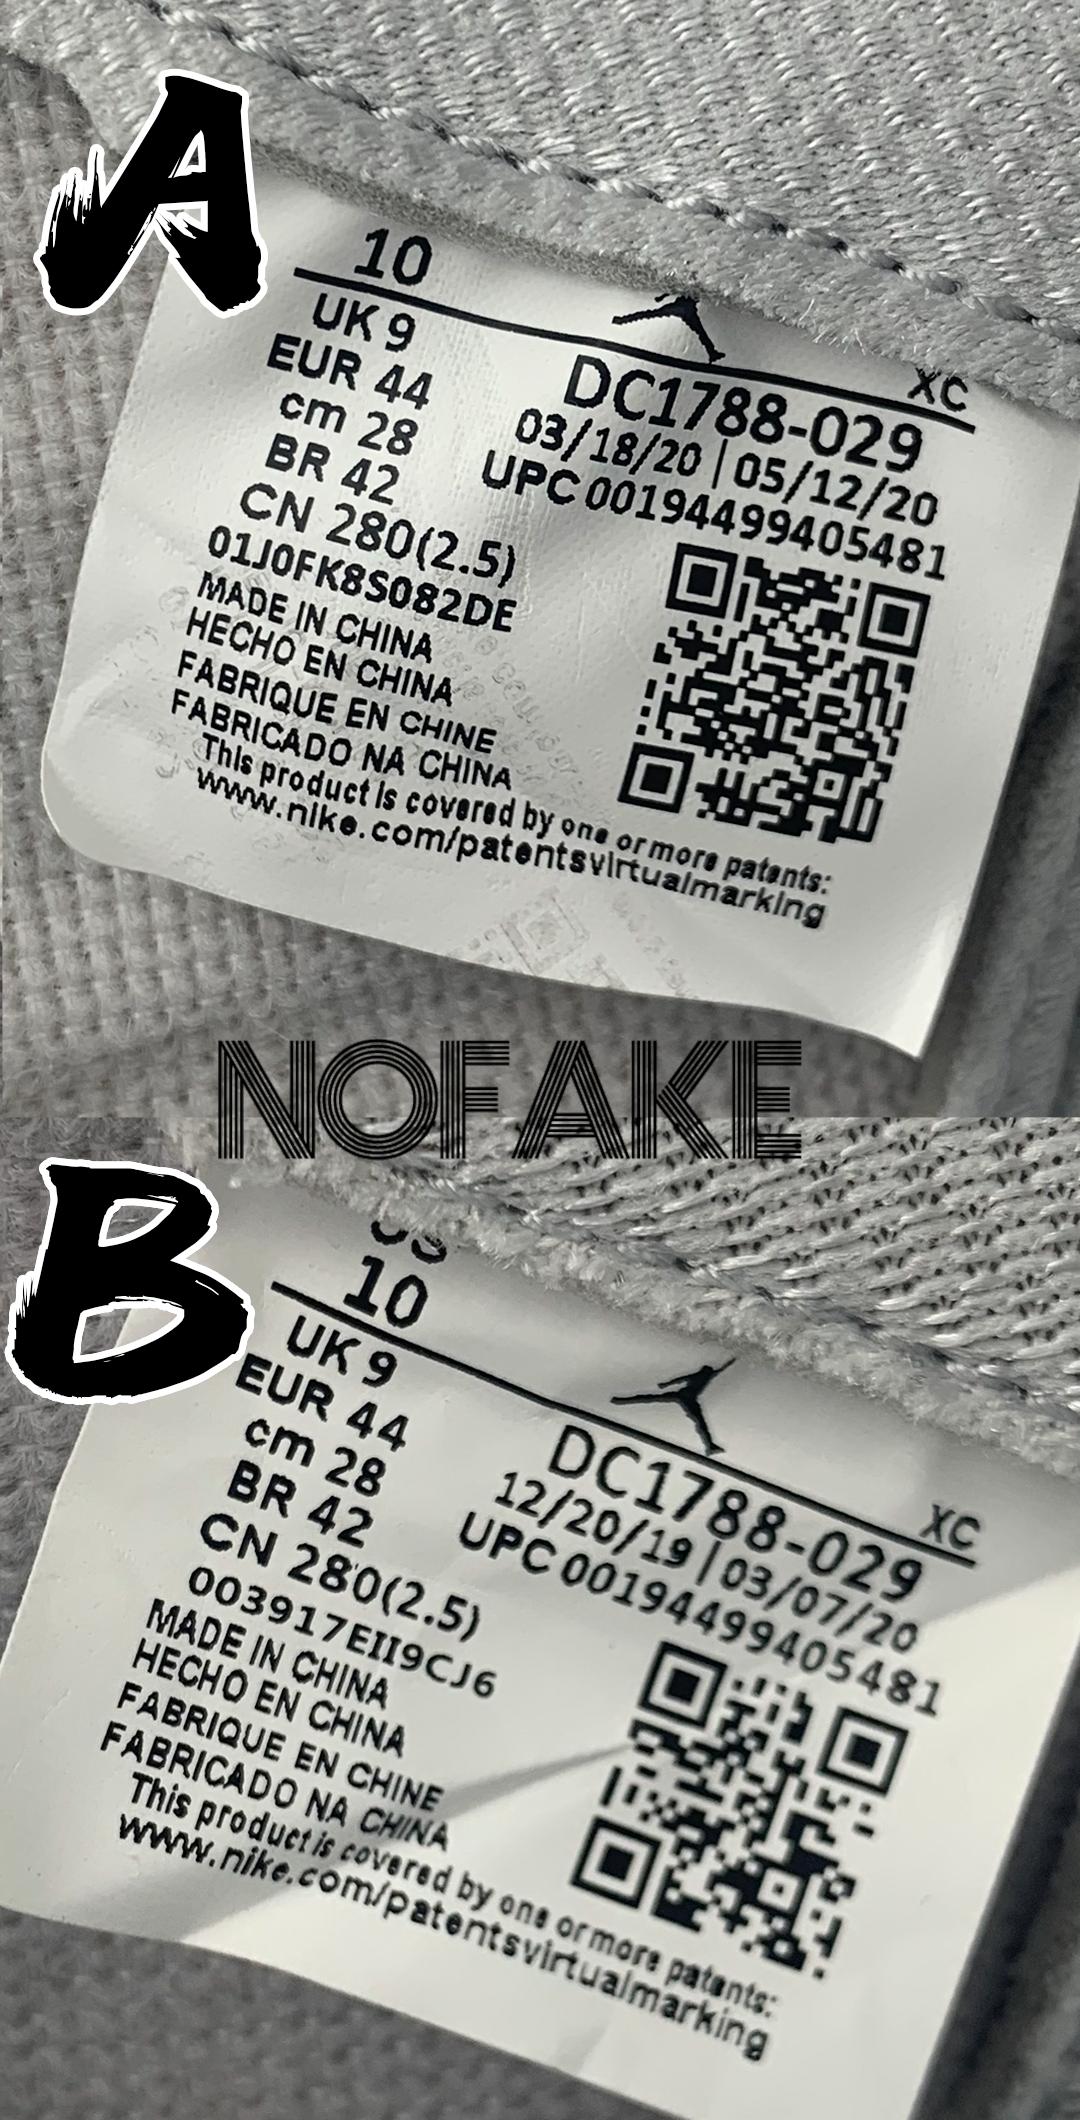 A
10
UK 9
EUR 44
cm 28
BR 42
CN 280(2.5)
01J0FK8S082DE
MADE IN CHINA
HECHO EN CHINA
FABRIQUE EN CHINE
FABRICADO NA CHINA
This product is covered by one or more patents:
www.nike.com/patentsvirtualmarking
XC
DC1788-029
03/18/20 | 05/12/20
UPC 00194499405481
NOFAKE
B
US
10
UK 9
EUR 44
cm 28
BR 42
CN 280(2.5)
003917EII9CJ6
MADE IN CHINA
HECHO EN CHINA
FABRIQUE EN CHINE
FABRICADO NA CHINA
This product is covered by one or more patents:
www.nike.com/patentsvirtualmarking
XC
DC1788-029
12/20/19 | 03/07/20
UPC 00194499405481